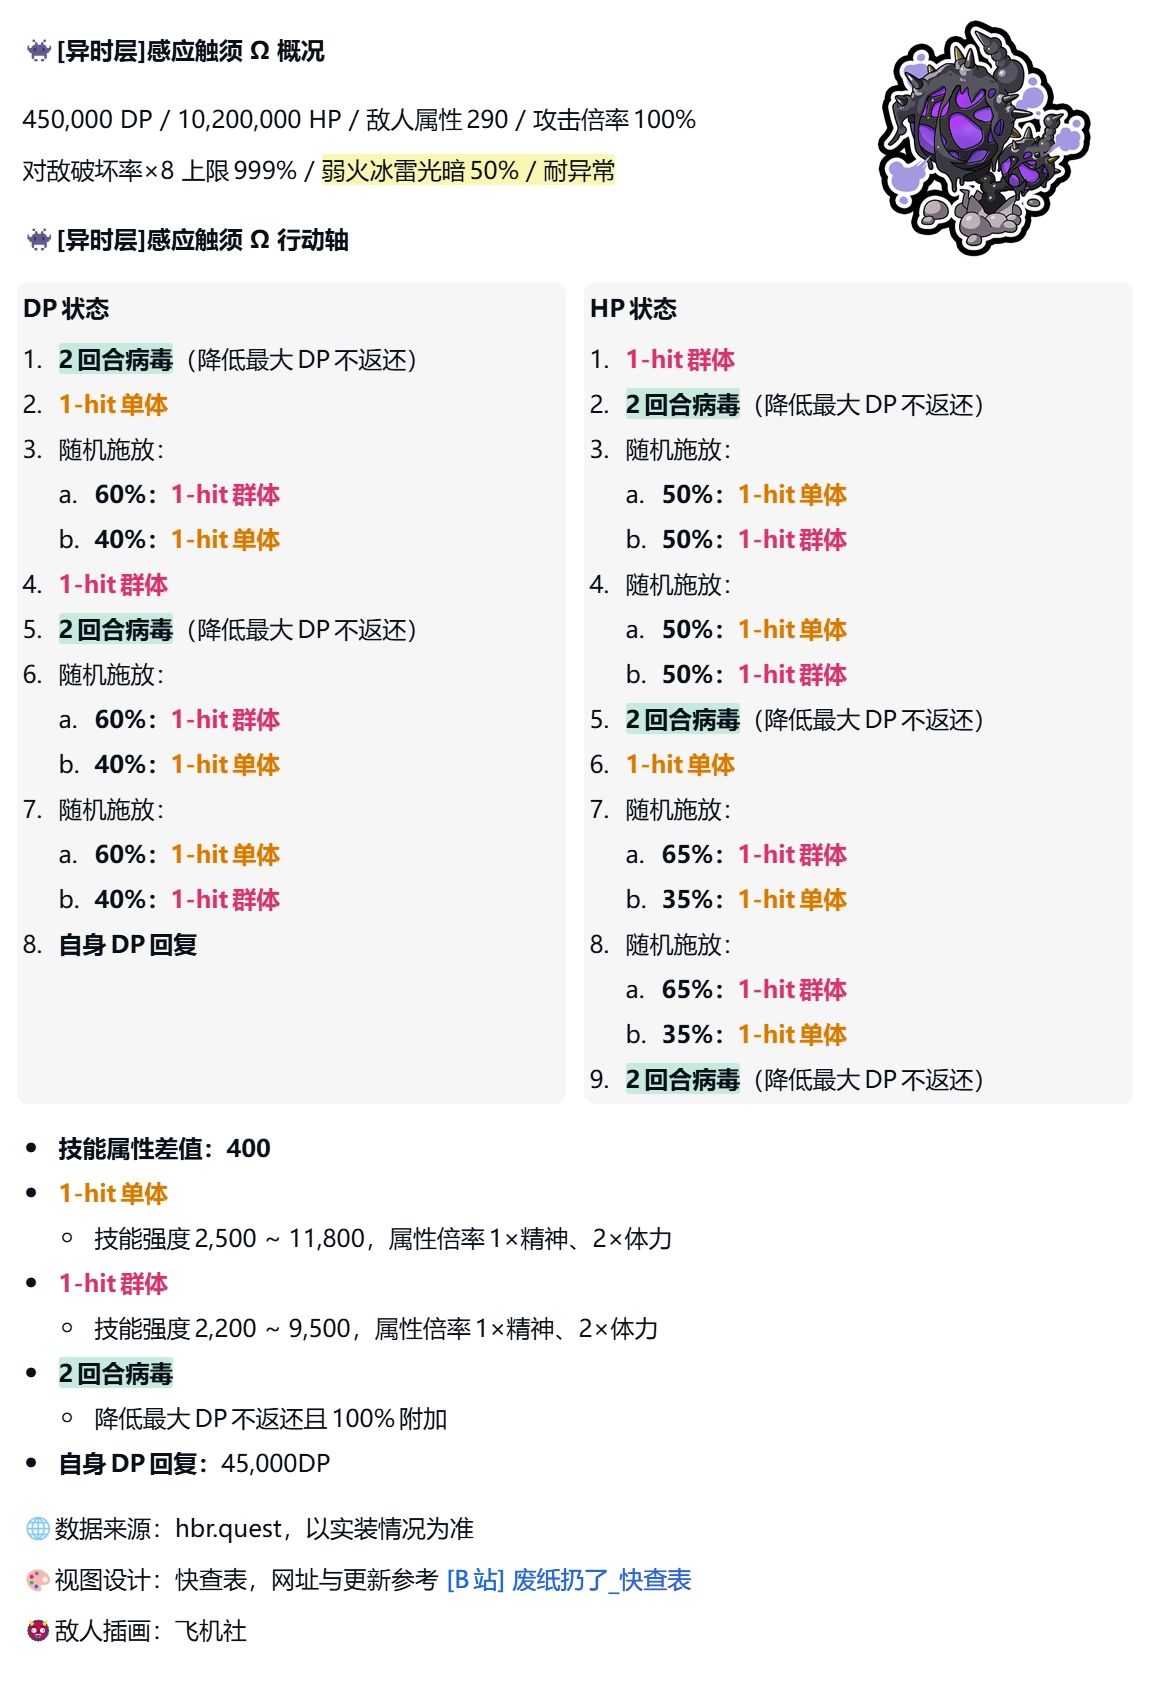 [异时层]感应触须 Ω 概况
450,000 DP / 10,200,000 HP / 敌人属性 290 / 攻击倍率 100%
对敌破坏率×8 上限 999% / 弱火冰雷光暗 50% / 耐异常
[异时层]感应触须 Ω 行动轴
DP 状态
1. 2 回合病毒（降低最大 DP 不返还）
2. 1-hit 单体
3. 随机施放：
a. 60%：1-hit 群体
b. 40%：1-hit 单体
4. 1-hit 群体
5. 2 回合病毒（降低最大 DP 不返还）
6. 随机施放：
a. 60%：1-hit 群体
b. 40%：1-hit 单体
7. 随机施放：
a. 60%：1-hit 单体
b. 40%：1-hit 群体
8. 自身 DP 回复
HP 状态
1. 1-hit 群体
2. 2 回合病毒（降低最大 DP 不返还）
3. 随机施放：
a. 50%：1-hit 单体
b. 50%：1-hit 群体
4. 随机施放：
a. 50%：1-hit 单体
b. 50%：1-hit 群体
5. 2 回合病毒（降低最大 DP 不返还）
6. 1-hit 单体
7. 随机施放：
a. 65%：1-hit 群体
b. 35%：1-hit 单体
8. 随机施放：
a. 65%：1-hit 群体
b. 35%：1-hit 单体
9. 2 回合病毒（降低最大 DP 不返还）
• 技能属性差值：400
• 1-hit 单体
○ 技能强度 2,500 ~ 11,800，属性倍率 1×精神、2×体力
• 1-hit 群体
○ 技能强度 2,200 ~ 9,500，属性倍率 1×精神、2×体力
• 2 回合病毒
○ 降低最大 DP 不返还且 100% 附加
• 自身 DP 回复：45,000DP
数据来源：hbr.quest，以实装情况为准
视图设计：快查表，网址与更新参考 [B 站] 废纸扔了_快查表
敌人插画：飞机社